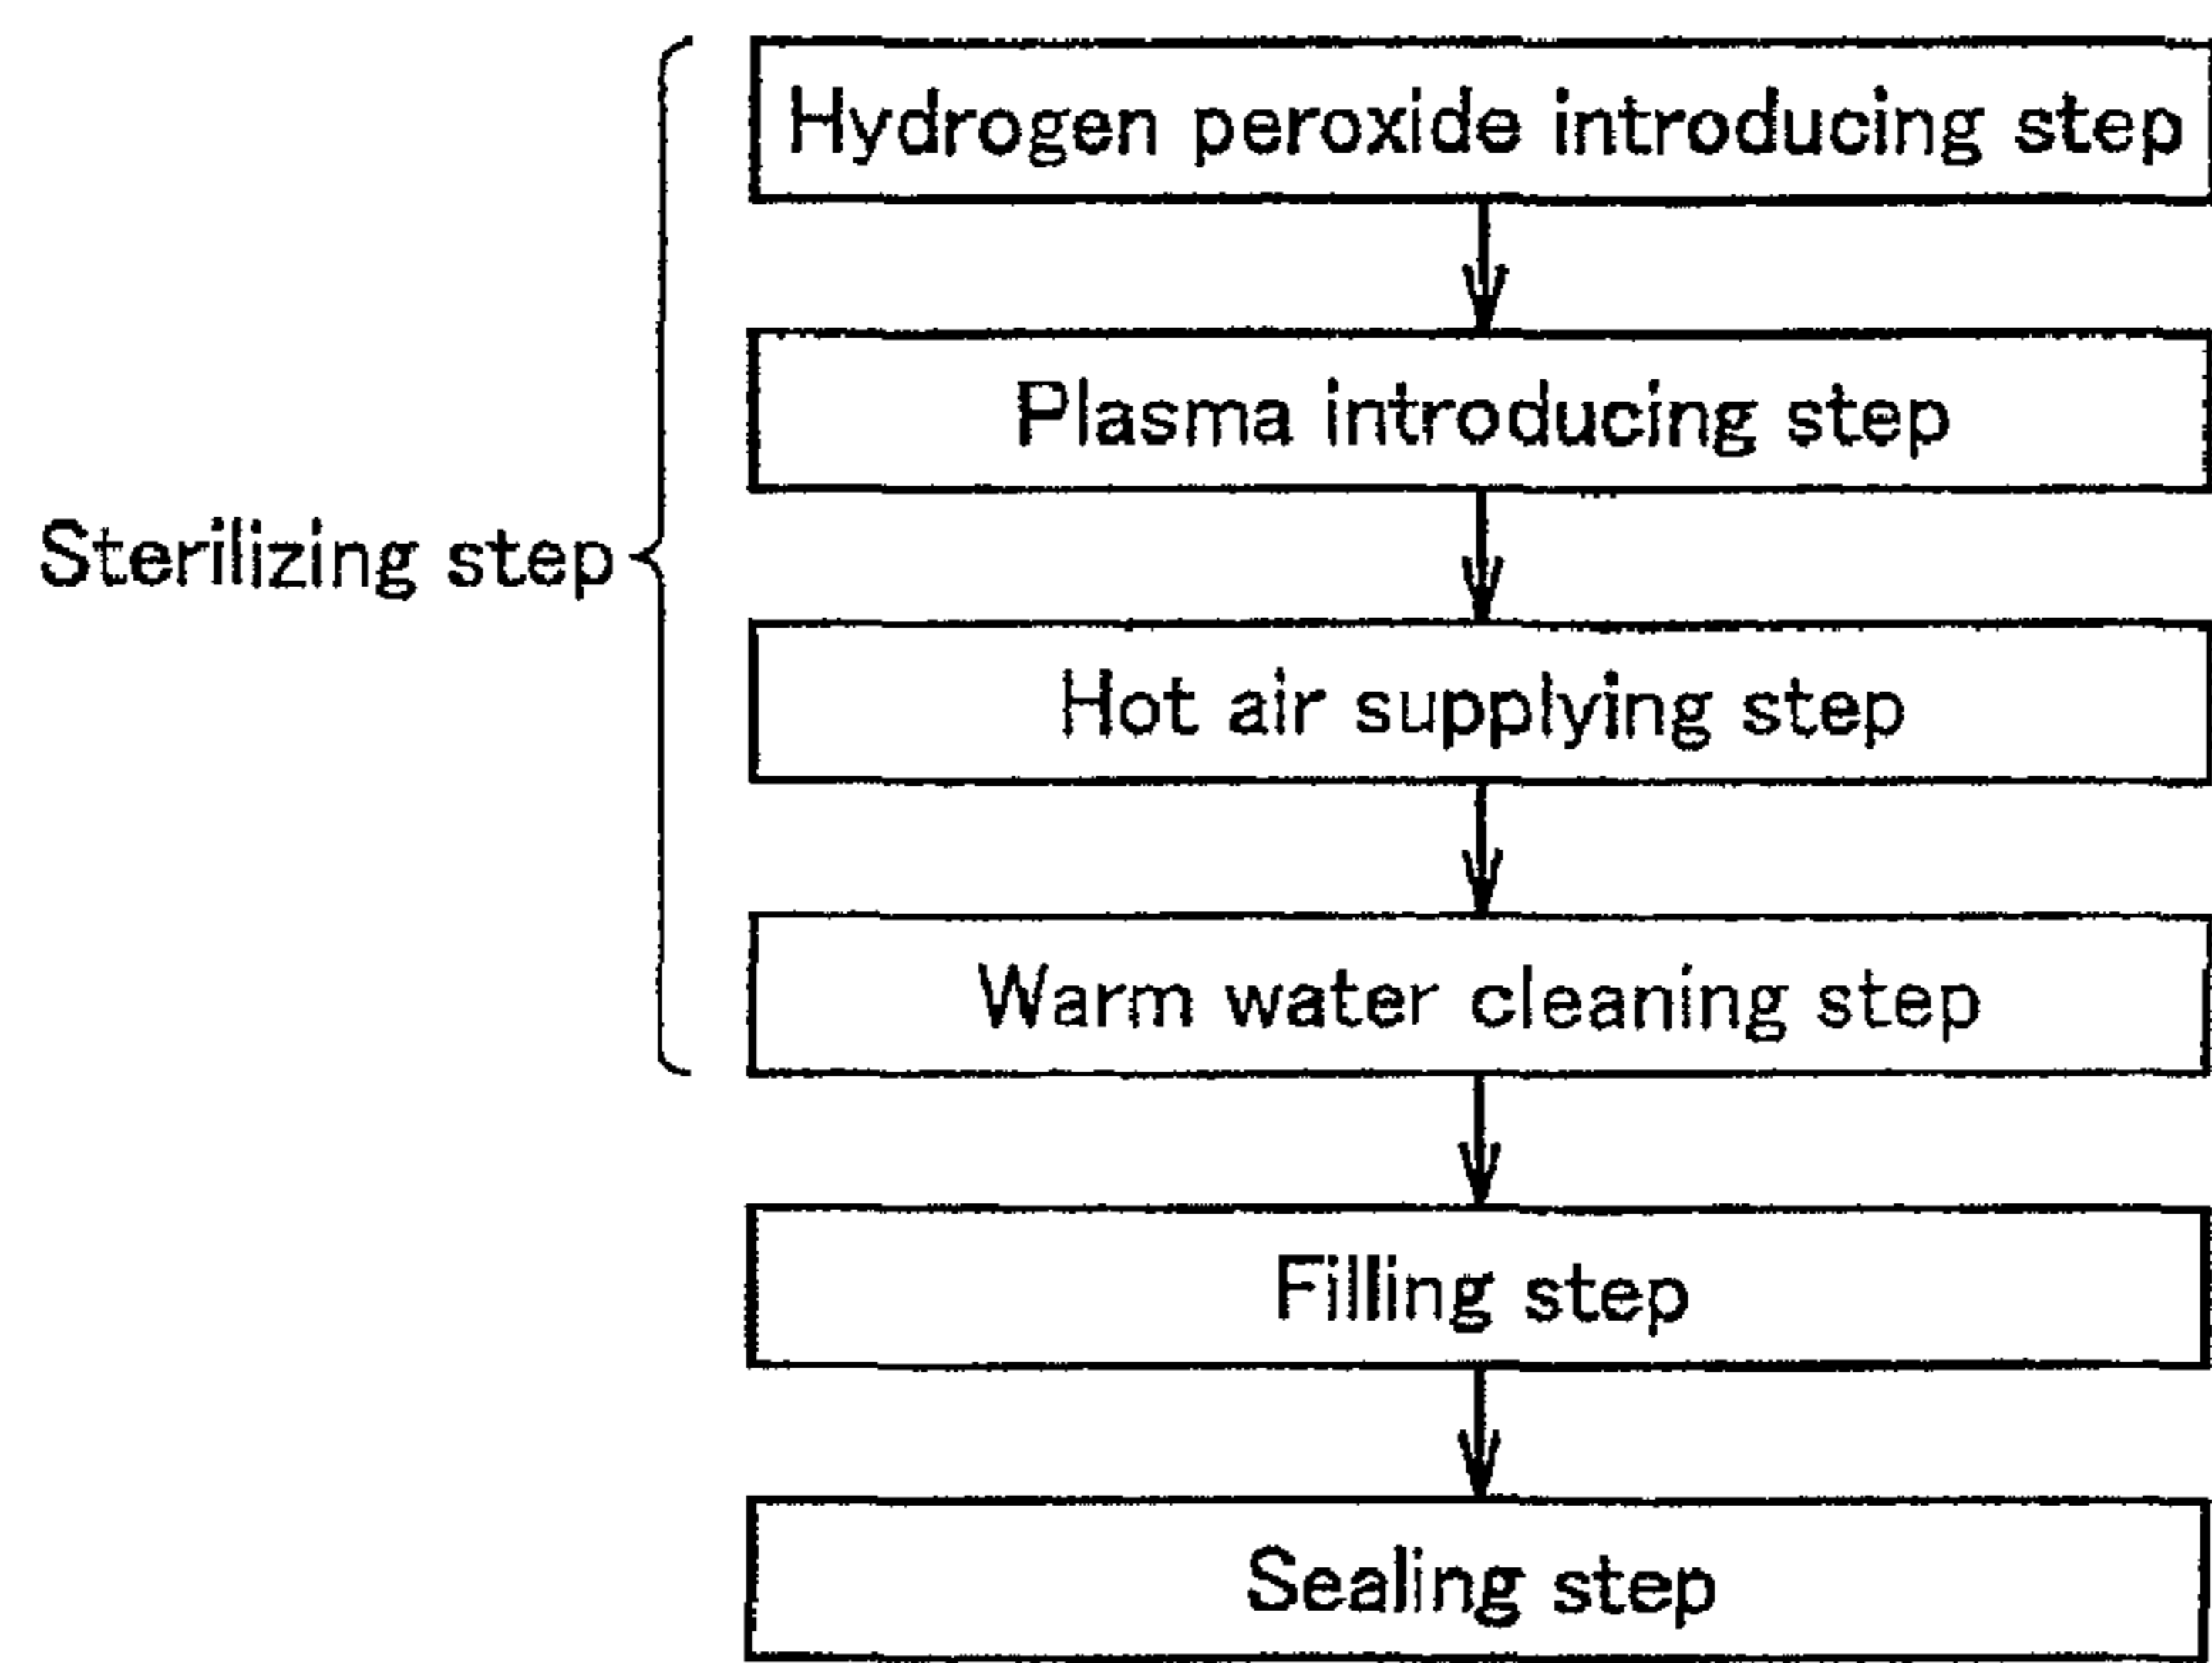 Hydrogen peroxide introducing step
Plasma introducing step
Sterilizing step
Hot air supplying step
Warm water cleaning step
Filling step
Sealing step